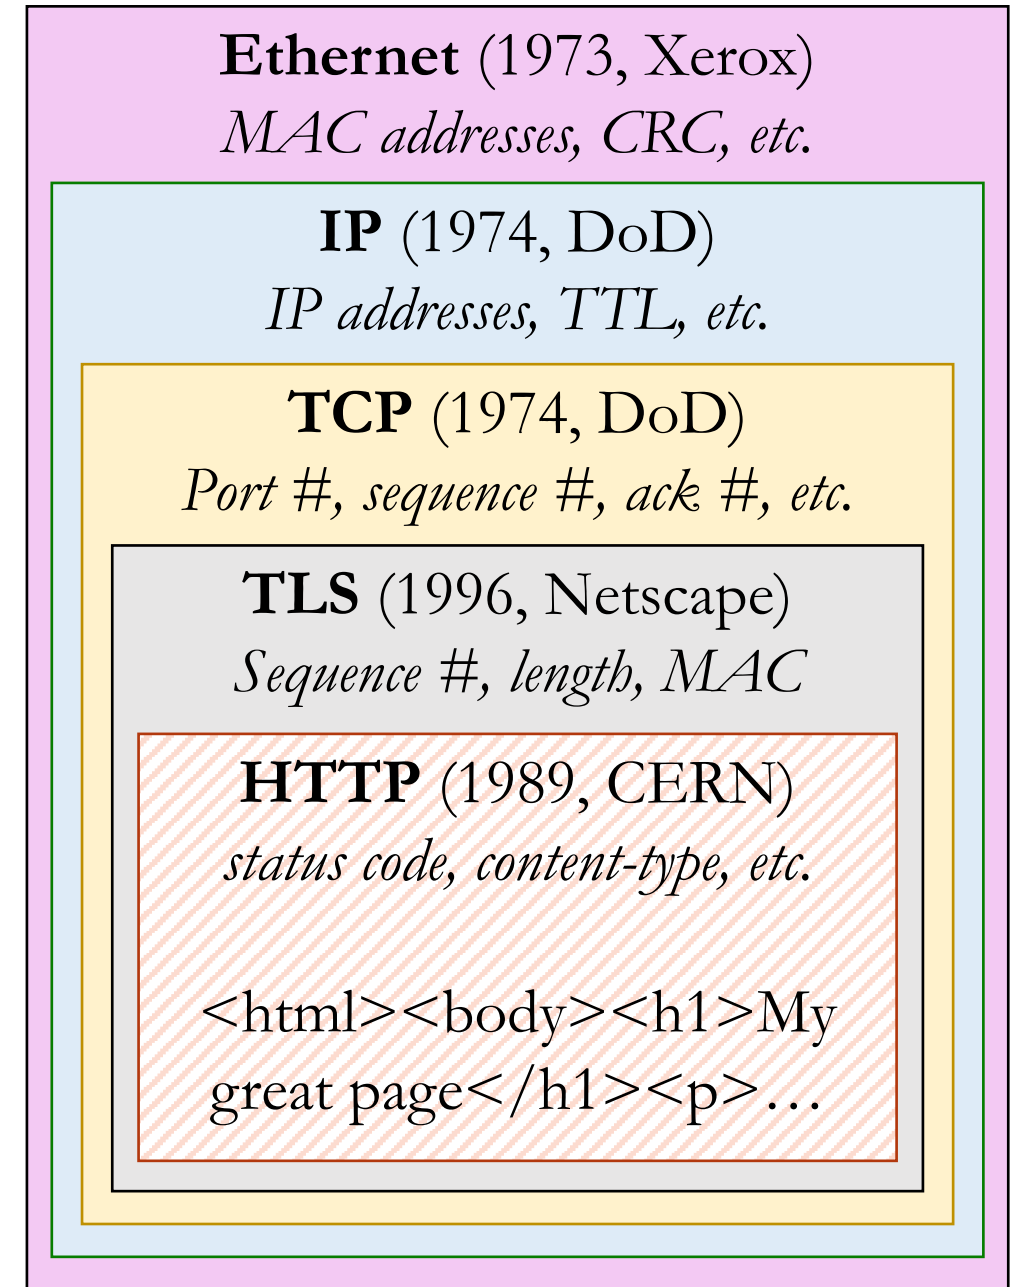 Ethernet (1973, Xerox)
MAC addresses, CRC, etc.
IP (1974, DoD)
IP addresses, TTL, etc.
TCP (1974, DoD)
Port #, sequence #, ack #, etc.
TLS (1996, Netscape)
Sequence #, length, MAC
HTTP (1989, CERN)
status code, content-type, etc.
<html><body><h1>My
great page</h1><p>…